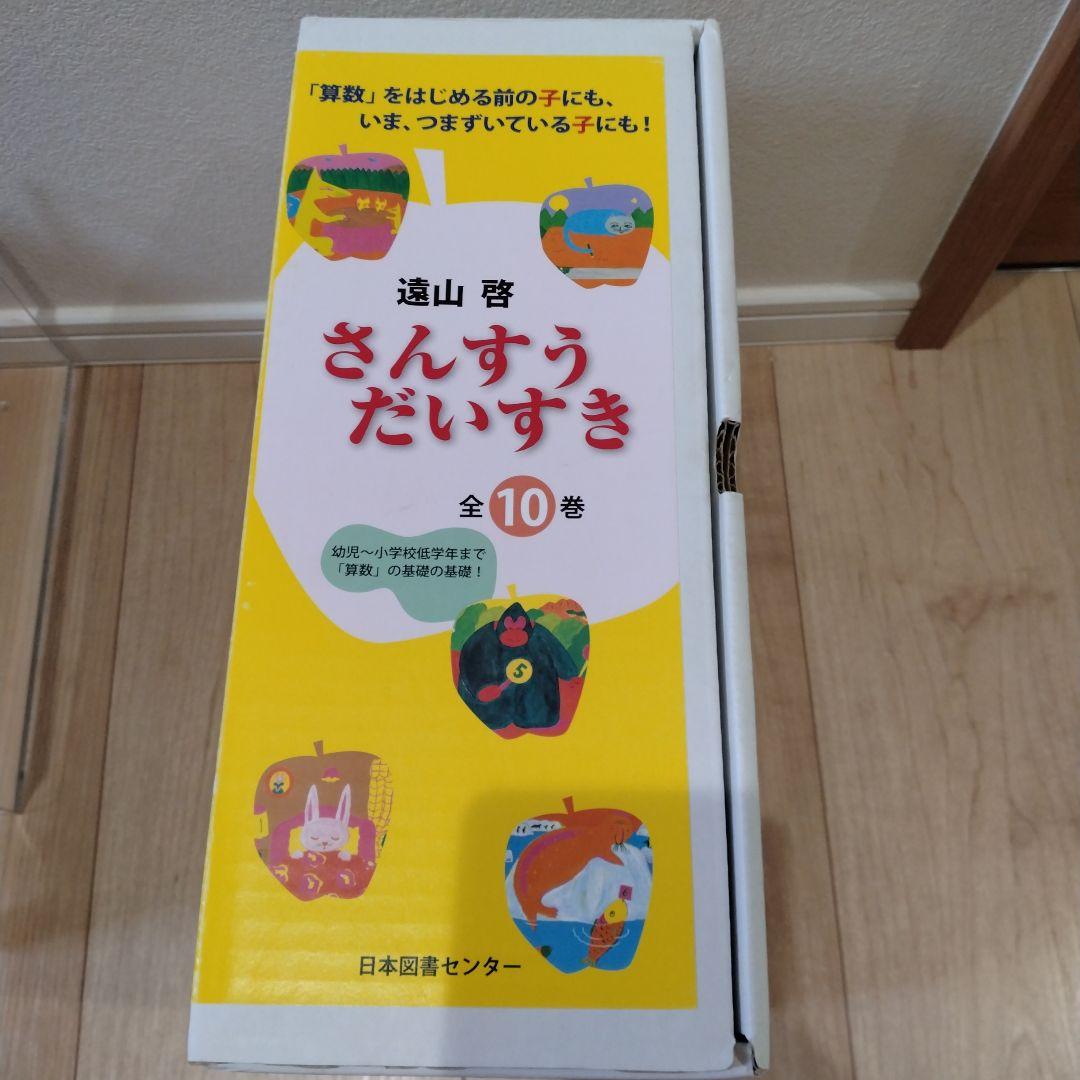 「算数」をはじめる前の子にも、
いま、つまずいている子にも!
遠山 啓
さんすう
だいすき
全10巻
幼児〜小学校低学年まで
「算数」の基礎の基礎!
5
6
日本図書センター